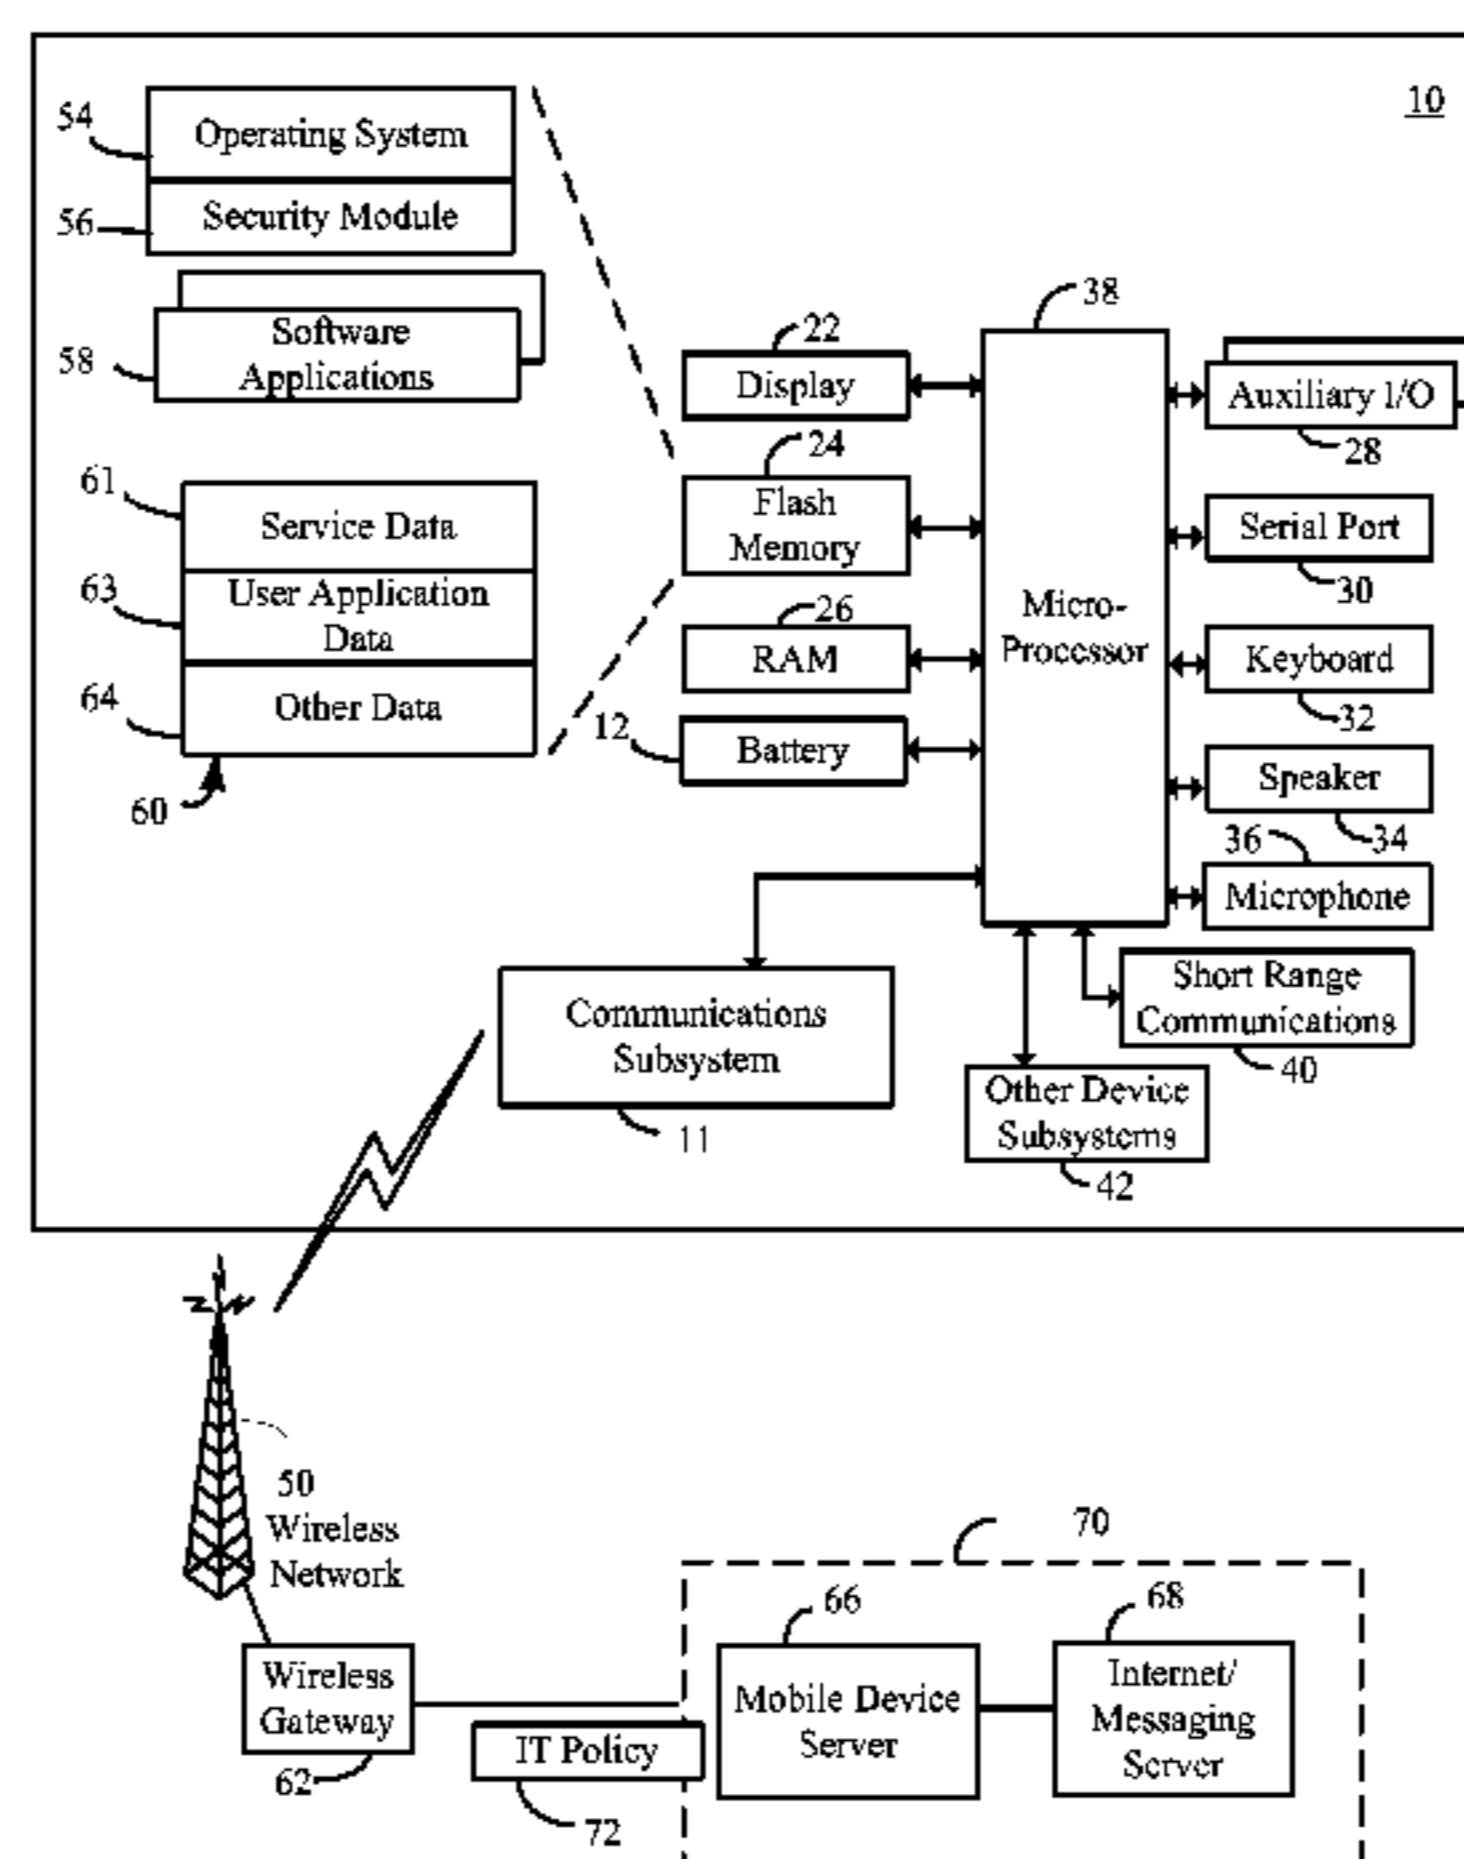 10
54
Operating System
56
Security Module
58
Software
Applications
61
Service Data
63
User Application
Data
64
Other Data
60
22
Display
24
Flash
Memory
26
RAM
12
Battery
38
Micro-
Processor
Auxiliary I/O
28
Serial Port
30
Keyboard
32
Speaker
34
36
Microphone
Short Range
Communications
40
Other Device
Subsystems
42
Communications
Subsystem
11
50
Wireless
Network
Wireless
Gateway
62
IT Policy
72
70
66
Mobile Device
Server
68
Internet/
Messaging
Server